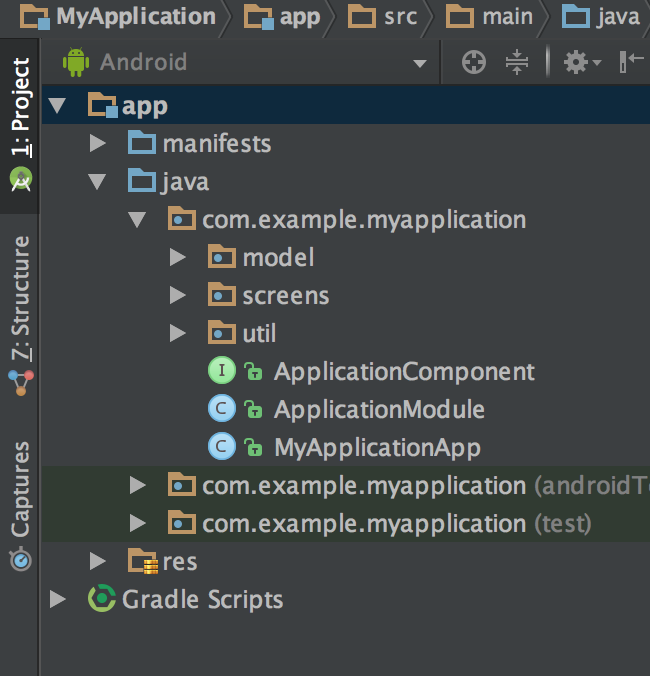 MyApplication app src main java
Android
app
manifests
java
com.example.myapplication
model
screens
util
I ApplicationComponent
C ApplicationModule
C MyApplicationApp
com.example.myapplication (androidT
com.example.myapplication (test)
res
Gradle Scripts
1: Project
7: Structure
Captures